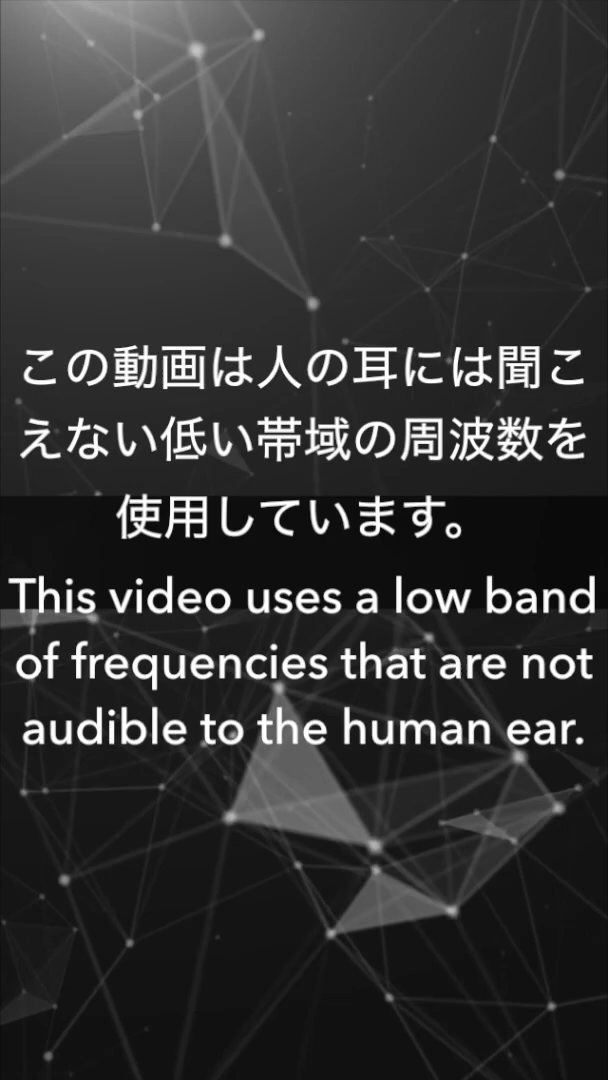 この動画は人の耳には聞こ
えない低い帯域の周波数を
使用しています。
This video uses a low band
of frequencies that are not
audible to the human ear.